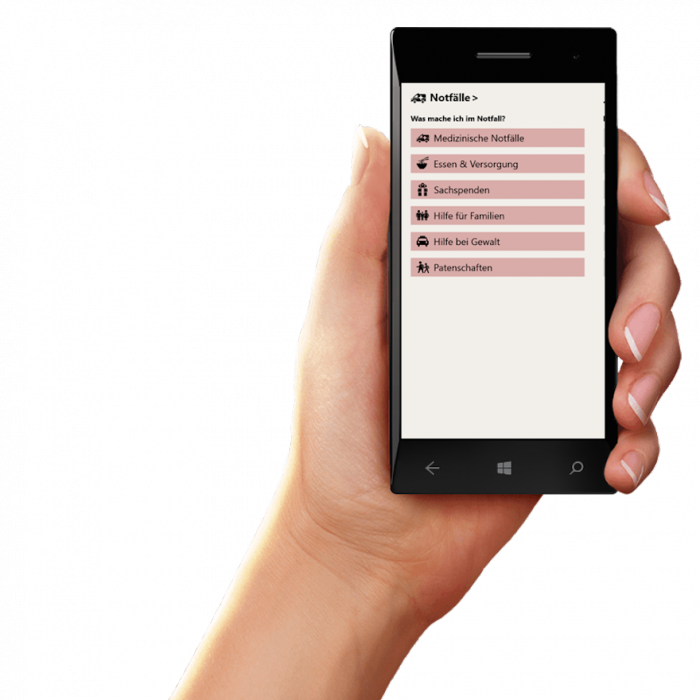 Notfälle >
Was mache ich im Notfall?
Medizinische Notfälle
Essen & Versorgung
Sachspenden
Hilfe für Familien
Hilfe bei Gewalt
Patenschaften